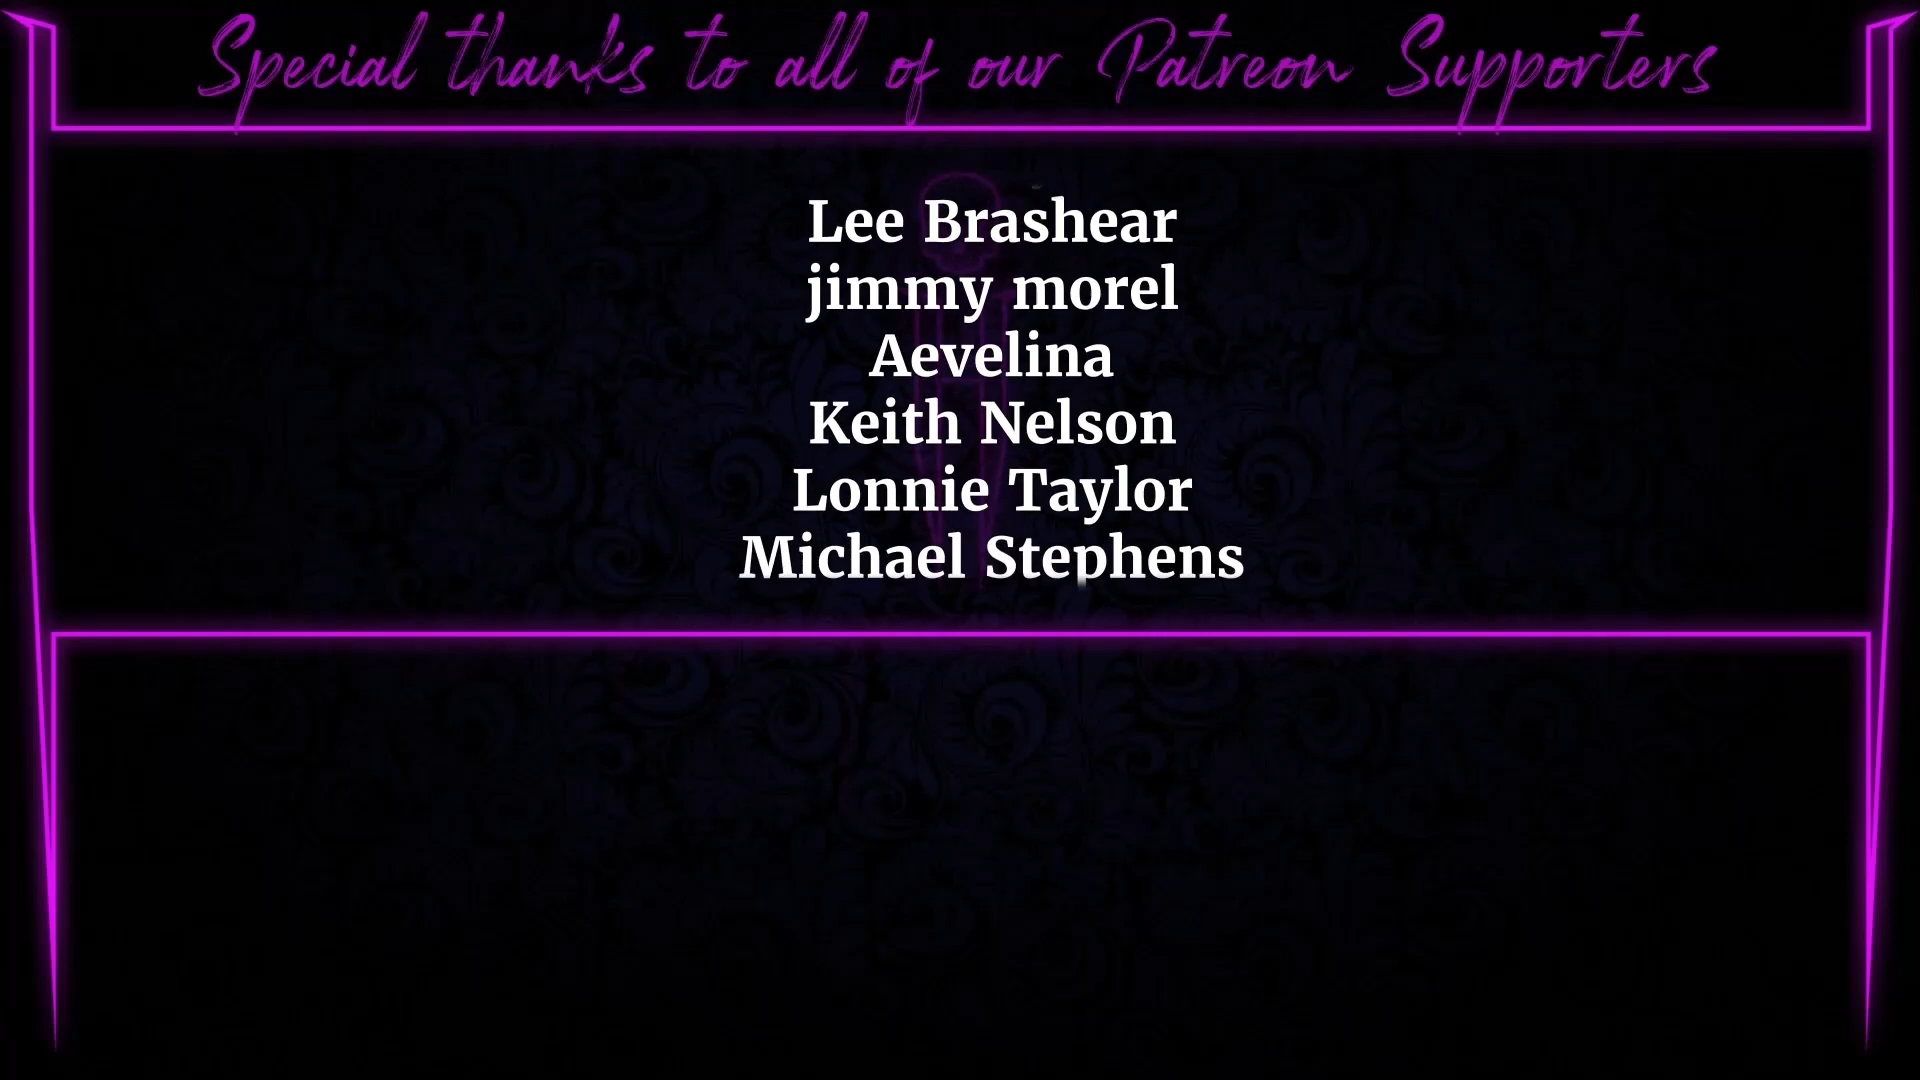 Special thanks to all of our Patreon Supporters
Lee Brashear
jimmy morel
Aevelina
Keith Nelson
Lonnie Taylor
Michael Stephens